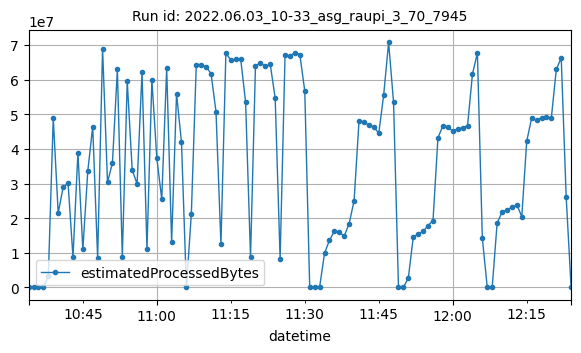 Run id: 2022.06.03_10-33_asg_raupi_3_70_7945
1e7
7
6
5
4
3
2
1
0
estimatedProcessedBytes
10:45 11:00 11:15 11:30 11:45 12:00 12:15
datetime